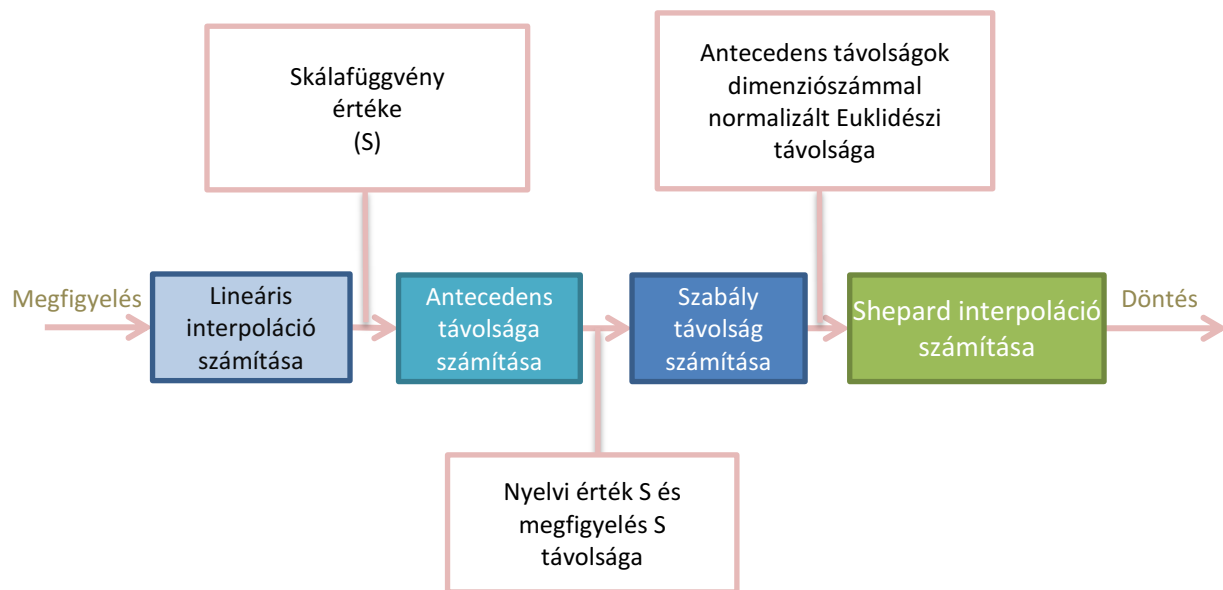 Skálafüggvény
értéke
(S)
Antecedens távolságok
dimenziószámmal
normalizált Euklidészi
távolsága
Megfigyelés
Lineáris
interpoláció
számítása
Antecedens
távolsága
számítása
Szabály
távolság
számítása
Shepard interpoláció
számítása
Döntés
Nyelvi érték S és
megfigyelés S
távolsága